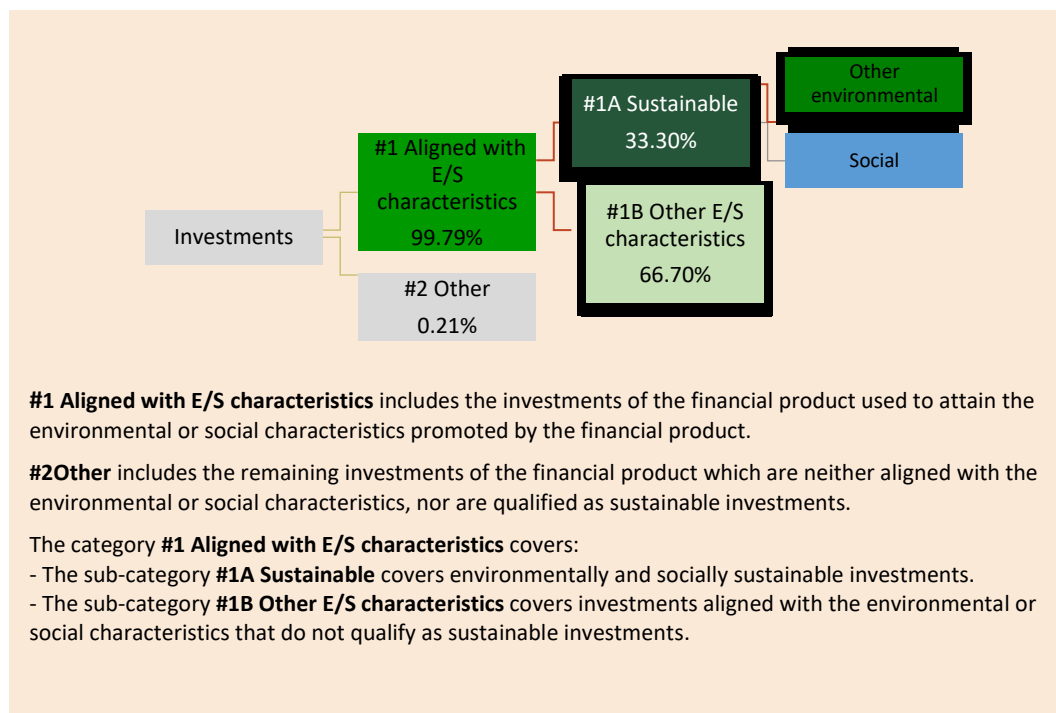 Investments
#1 Aligned with
E/S
characteristics
99.79%
#2 Other
0.21%
#1A Sustainable
33.30%
#1B Other E/S
characteristics
66.70%
Other
environmental
Social
#1 Aligned with E/S characteristics includes the investments of the financial product used to attain the
environmental or social characteristics promoted by the financial product.
#2Other includes the remaining investments of the financial product which are neither aligned with the
environmental or social characteristics, nor are qualified as sustainable investments.
The category #1 Aligned with E/S characteristics covers:
- The sub-category #1A Sustainable covers environmentally and socially sustainable investments.
- The sub-category #1B Other E/S characteristics covers investments aligned with the environmental or
social characteristics that do not qualify as sustainable investments.